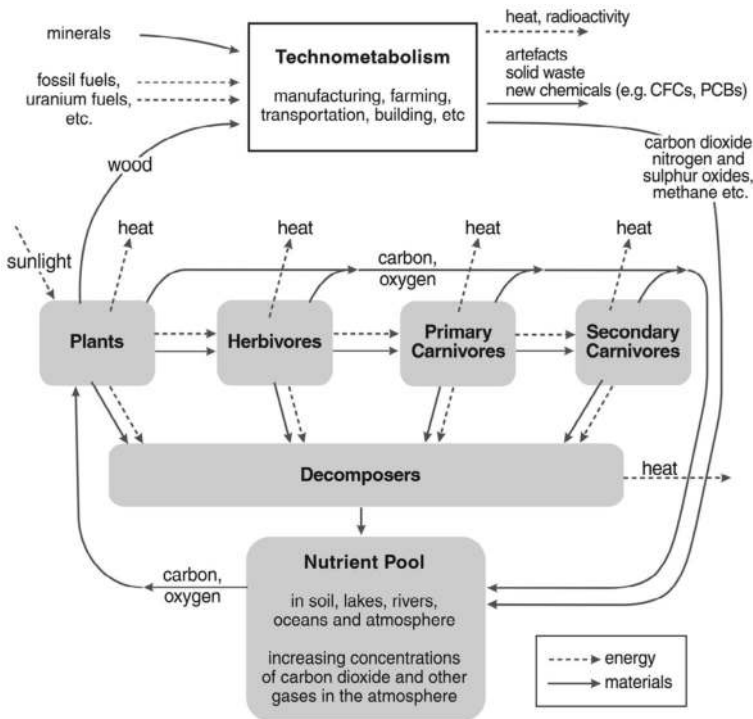 minerals
fossil fuels,
uranium fuels,
etc.
Technometabolism
manufacturing, farming,
transportation, building, etc
heat, radioactivity
artefacts
solid waste
new chemicals (e.g. CFCs, PCBs)
carbon dioxide
nitrogen and
sulphur oxides,
methane etc.
wood
sunlight
heat
heat
heat
heat
carbon,
oxygen
Plants
Herbivores
Primary
Carnivores
Secondary
Carnivores
Decomposers
heat
Nutrient Pool
in soil, lakes, rivers,
oceans and atmosphere
increasing concentrations
of carbon dioxide and other
gases in the atmosphere
carbon,
oxygen
energy
materials